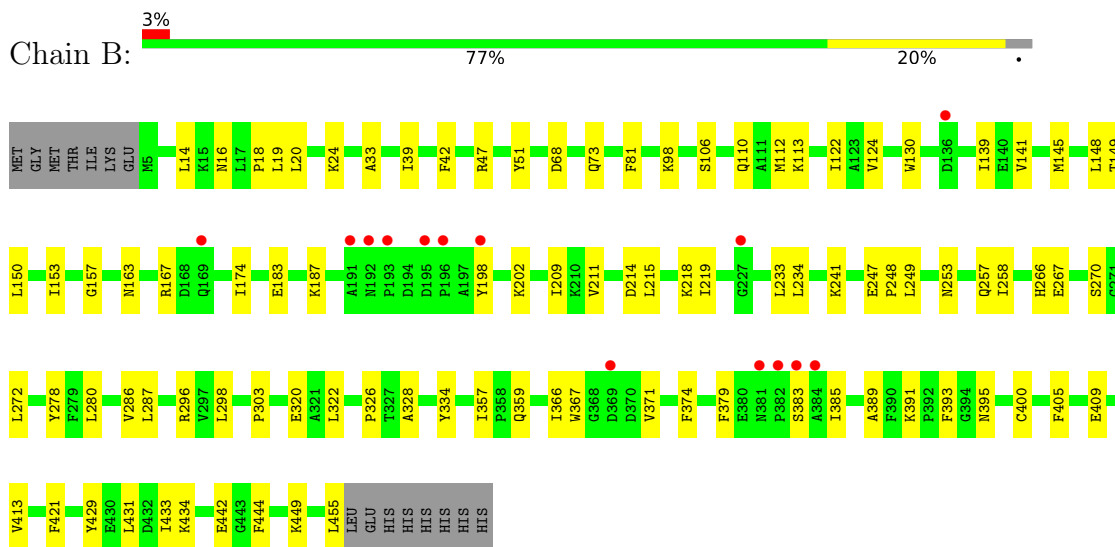 3%
Chain B:
77% 20% •
MET GLY MET THR ILE LYS GLU M5 L14 K15 N16 L17 P18 L19 L20 K24 A33 I39 F42 R47 Y51 D68 Q73 F81 K98 S106 Q110 A111 M112 K113 I122 A123 V124 W130 D136 I139 E140 V141 M145 L148 T149
L150 I153 G157 N163 R167 D168 Q169 I174 E183 K187 A191 N192 P193 D194 D195 P196 A197 Y198 K202 I209 K210 V211 D214 L215 K218 I219 G227 L233 L234 K241 E247 P248 L249 N253 Q257 I258 H266 E267 S270 G271
L272 Y278 F279 L280 V286 L287 R296 V297 L298 P303 E320 A321 L322 P326 T327 A328 Y334 I357 P358 Q359 I366 W367 G368 D369 D370 V371 F374 F379 E380 N381 P382 S383 A384 I385 A389 F390 K391 P392 F393 G394 N395 C400 F405 E409
V413 F421 Y429 E430 L431 D432 I433 K434 E442 G443 F444 K449 L455 LEU GLU HIS HIS HIS HIS HIS HIS